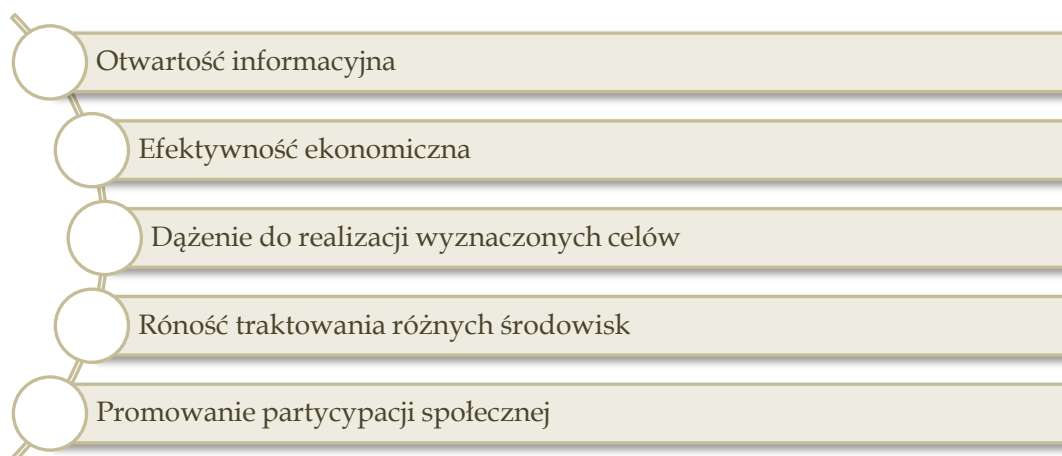 Otwartość informacyjna
Efektywność ekonomiczna
Dążenie do realizacji wyznaczonych celów
Róność traktowania różnych środowisk
Promowanie partycypacji społecznej